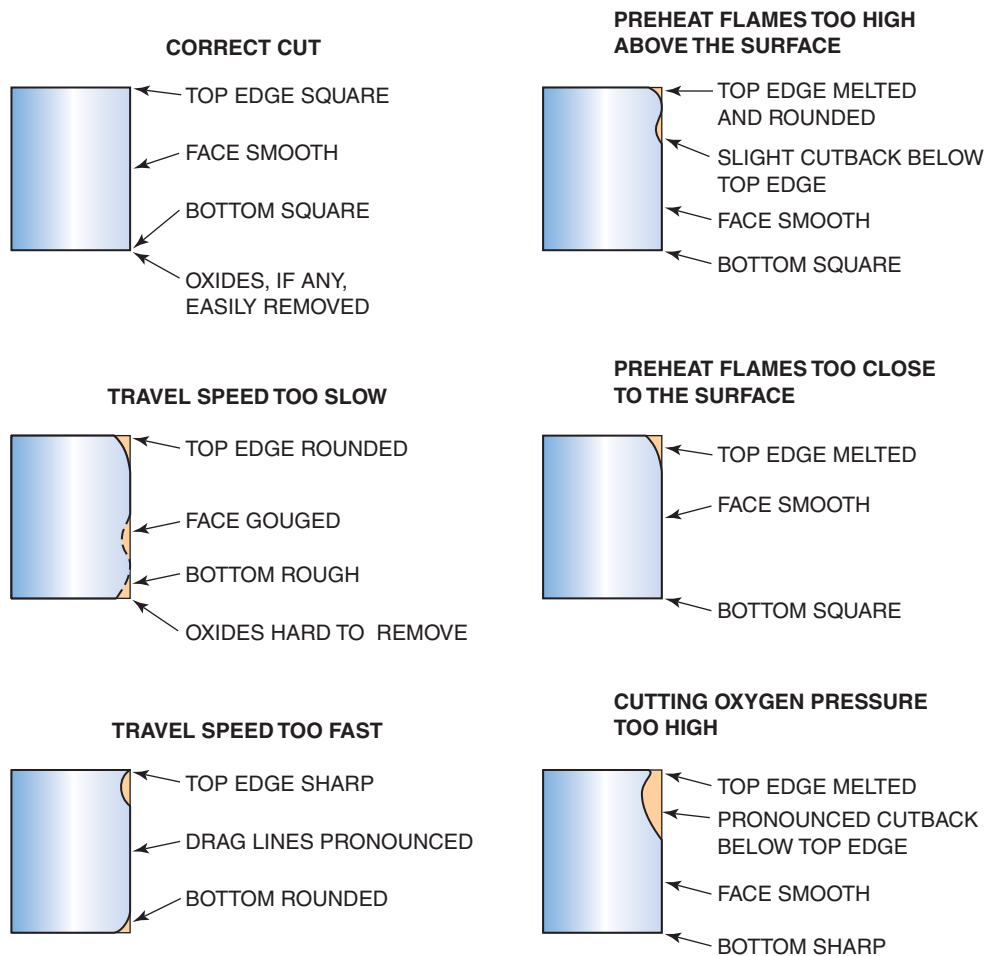 CORRECT CUT
TOP EDGE SQUARE
FACE SMOOTH
BOTTOM SQUARE
OXIDES, IF ANY,
EASILY REMOVED
PREHEAT FLAMES TOO HIGH
ABOVE THE SURFACE
TOP EDGE MELTED
AND ROUNDED
SLIGHT CUTBACK BELOW
TOP EDGE
FACE SMOOTH
BOTTOM SQUARE
TRAVEL SPEED TOO SLOW
TOP EDGE ROUNDED
FACE GOUGED
BOTTOM ROUGH
OXIDES HARD TO REMOVE
PREHEAT FLAMES TOO CLOSE
TO THE SURFACE
TOP EDGE MELTED
FACE SMOOTH
BOTTOM SQUARE
TRAVEL SPEED TOO FAST
TOP EDGE SHARP
DRAG LINES PRONOUNCED
BOTTOM ROUNDED
CUTTING OXYGEN PRESSURE
TOO HIGH
TOP EDGE MELTED
PRONOUNCED CUTBACK
BELOW TOP EDGE
FACE SMOOTH
BOTTOM SHARP